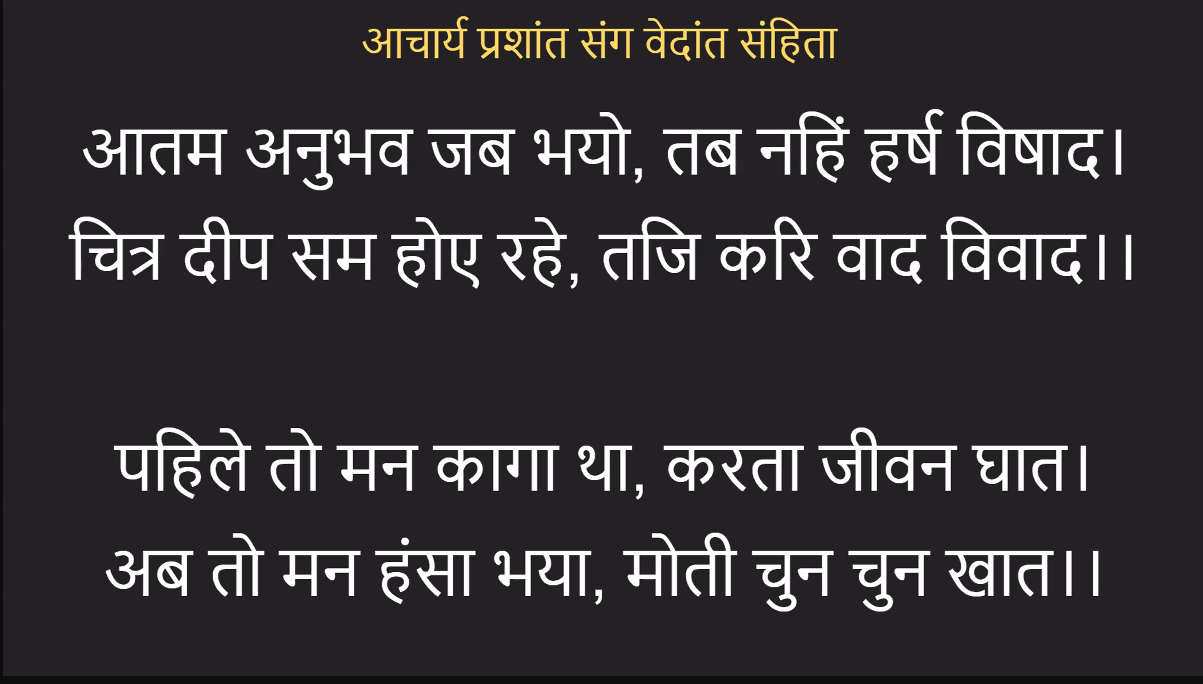 आचार्य प्रशांत संग वेदांत संहिता
आतम अनुभव जब भयो, तब नहिं हर्ष विषाद।
चित्र दीप सम होए रहे, तजि करि वाद विवाद।।
पहिले तो मन कागा था, करता जीवन घात।
अब तो मन हंसा भया, मोती चुन चुन खात।।